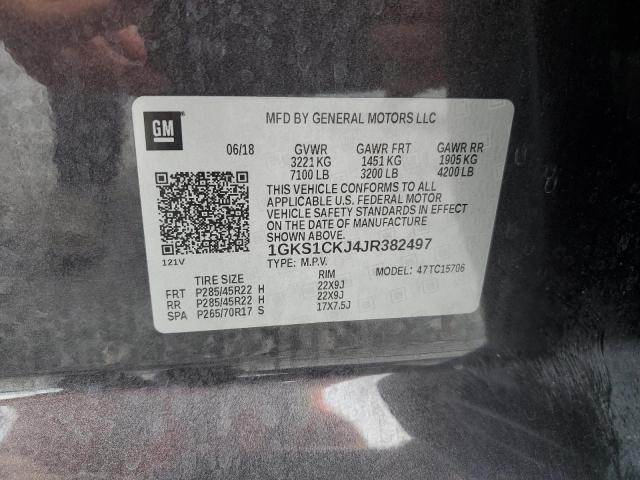 GM
MFD BY GENERAL MOTORS LLC
06/18 GVWR GAWR FRT GAWR RR
3221 KG 1451 KG 1905 KG
7100 LB 3200 LB 4200 LB
THIS VEHICLE CONFORMS TO ALL
APPLICABLE U.S. FEDERAL MOTOR
VEHICLE SAFETY STANDARDS IN EFFECT
ON THE DATE OF MANUFACTURE
SHOWN ABOVE.
121V
1GKS1CKJ4JR382497
TYPE: M.P.V. MODEL: 47TC15706
TIRE SIZE RIM
FRT P285/45R22 H 22X9J
RR P285/45R22 H 22X9J
SPA P265/70R17 S 17X7.5J